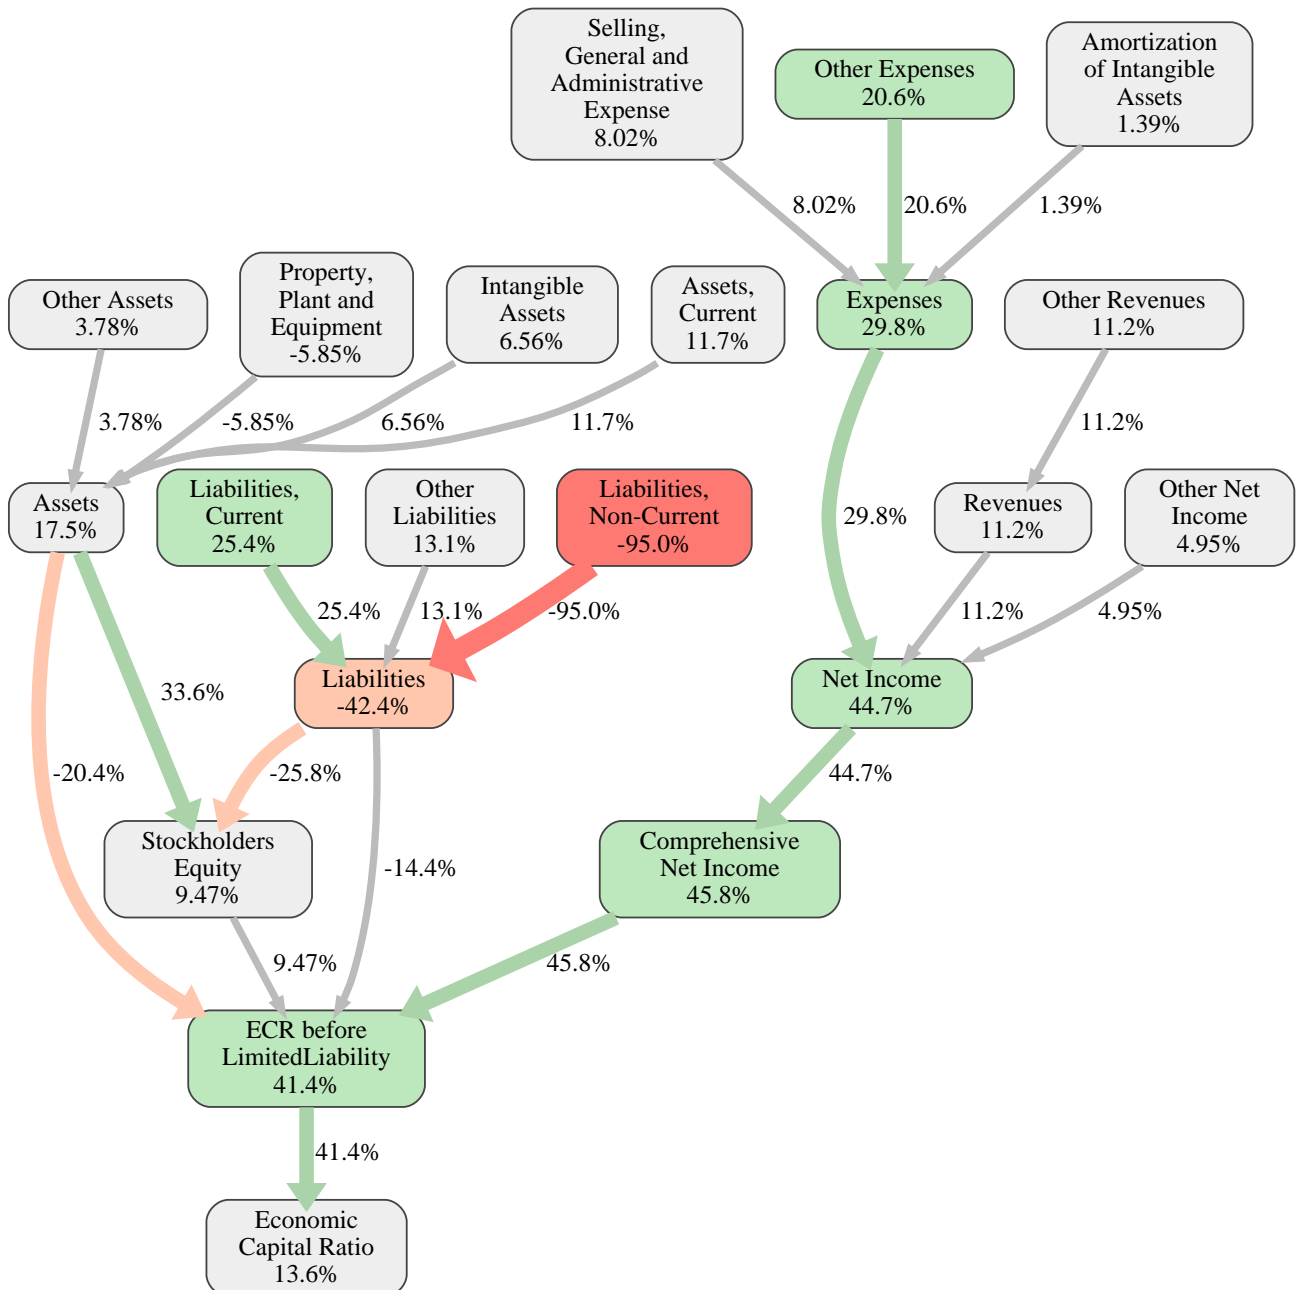 Selling,
General and
Administrative
Expense
8.02%
Other Expenses
20.6%
Amortization
of Intangible
Assets
1.39%
8.02%
20.6%
1.39%
Other Assets
3.78%
Property,
Plant and
Equipment
-5.85%
Intangible
Assets
6.56%
Assets,
Current
11.7%
Expenses
29.8%
Other Revenues
11.2%
3.78%
-5.85%
6.56%
11.7%
11.2%
Assets
17.5%
Liabilities,
Current
25.4%
Other
Liabilities
13.1%
Liabilities,
Non-Current
-95.0%
29.8%
Revenues
11.2%
Other Net
Income
4.95%
25.4%
13.1%
-95.0%
11.2%
4.95%
33.6%
Liabilities
-42.4%
Net Income
44.7%
-20.4%
-25.8%
44.7%
Stockholders
Equity
9.47%
-14.4%
Comprehensive
Net Income
45.8%
9.47%
45.8%
ECR before
LimitedLiability
41.4%
41.4%
Economic
Capital Ratio
13.6%